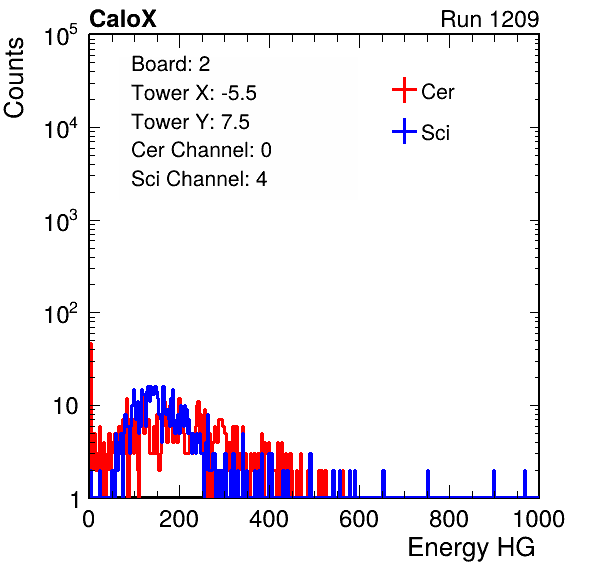 CaloX Run 1209
Counts
Board: 2
Tower X: -5.5
Tower Y: 7.5
Cer Channel: 0
Sci Channel: 4
Cer
Sci
10^5
10^4
10^3
10^2
10
1
0 200 400 600 800 1000
Energy HG